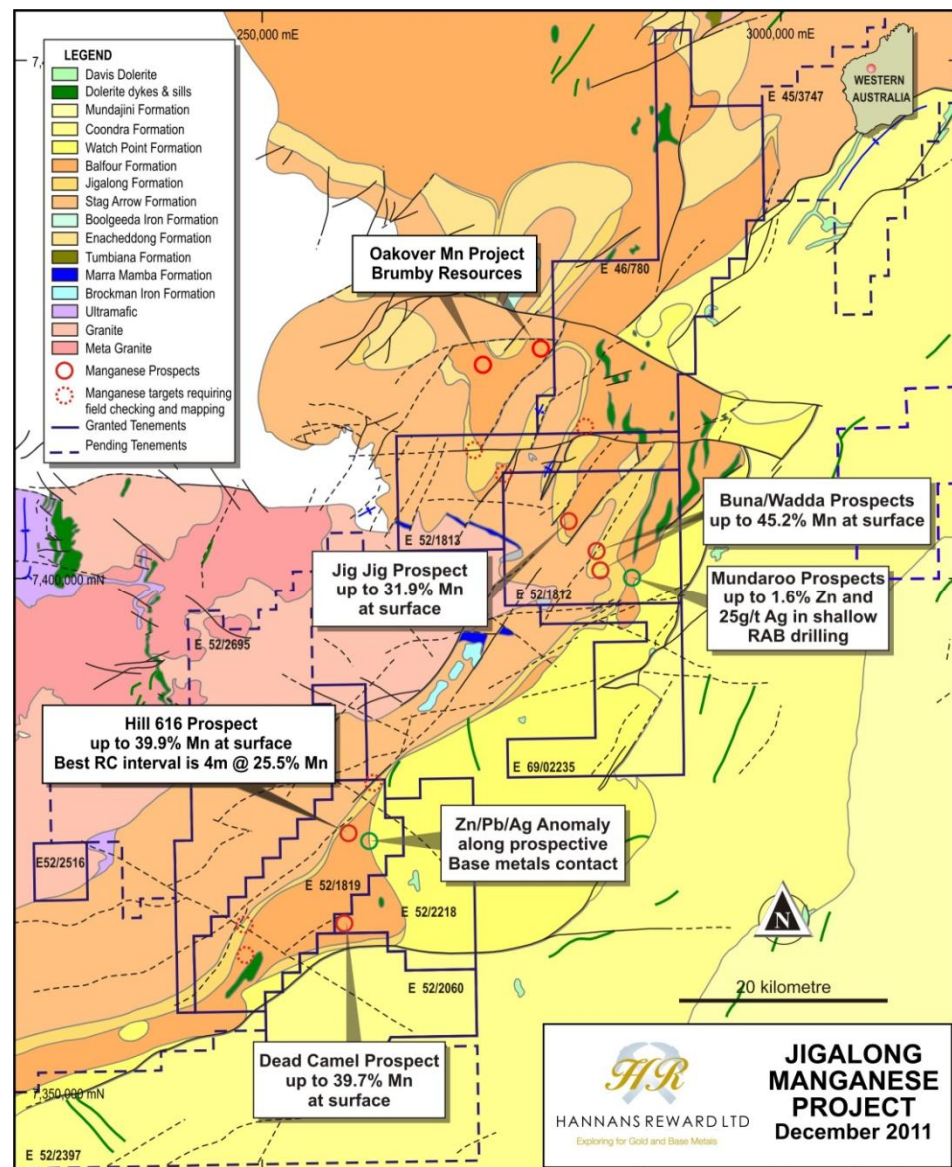 250,000 mE
3000,000 mE
7,
LEGEND
Davis Dolerite
Dolerite dykes & sills
Mundajini Formation
Coondra Formation
Watch Point Formation
Balfour Formation
Jigalong Formation
Stag Arrow Formation
Boolgeeda Iron Formation
Enacheddong Formation
Tumbiana Formation
Marra Mamba Formation
Brockman Iron Formation
Ultramafic
Granite
Meta Granite
Manganese Prospects
Manganese targets requiring
field checking and mapping
Granted Tenements
Pending Tenements
WESTERN
AUSTRALIA
E 45/3747
Oakover Mn Project
Brumby Resources
E 46/780
Buna/Wadda Prospects
up to 45.2% Mn at surface
E 52/1813
Jig Jig Prospect
up to 31.9% Mn
at surface
7,400,000 mN
E 52/1812
Mundaroo Prospects
up to 1.6% Zn and
25g/t Ag in shallow
RAB drilling
E 52/2695
Hill 616 Prospect
up to 39.9% Mn at surface
Best RC interval is 4m @ 25.5% Mn
E 69/02235
Zn/Pb/Ag Anomaly
along prospective
Base metals contact
E52/2516
E 52/1819
E 52/2218
N
E 52/2060
20 kilometre
Dead Camel Prospect
up to 39.7% Mn
at surface
7,350,000 mN
E 52/2397
HR
HANNANS REWARD LTD
Exploring for Gold and Base Metals
JIGALONG
MANGANESE
PROJECT
December 2011